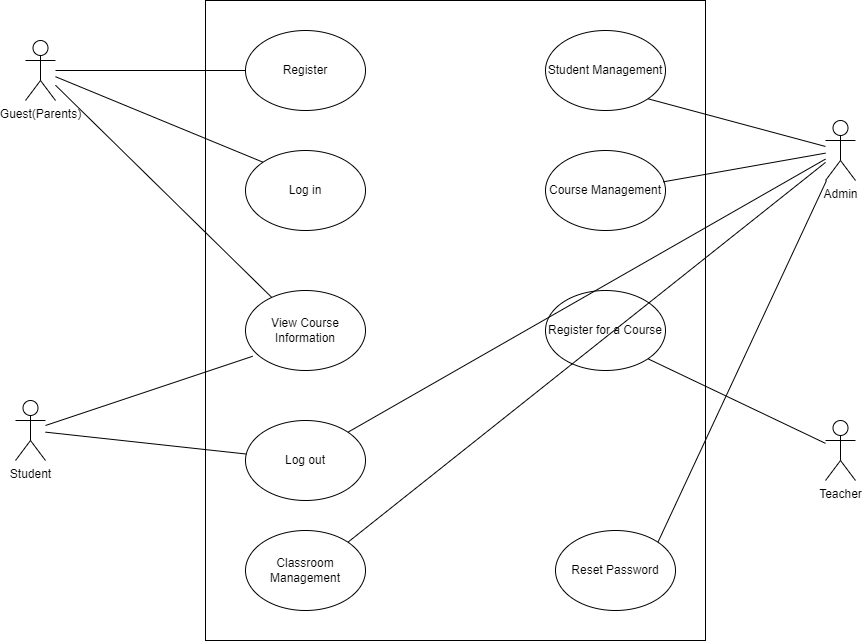 Register
Student Management
Guest(Parents)
Log in
Course Management
Admin
View Course
Information
Register for a Course
Student
Log out
Teacher
Classroom
Management
Reset Password